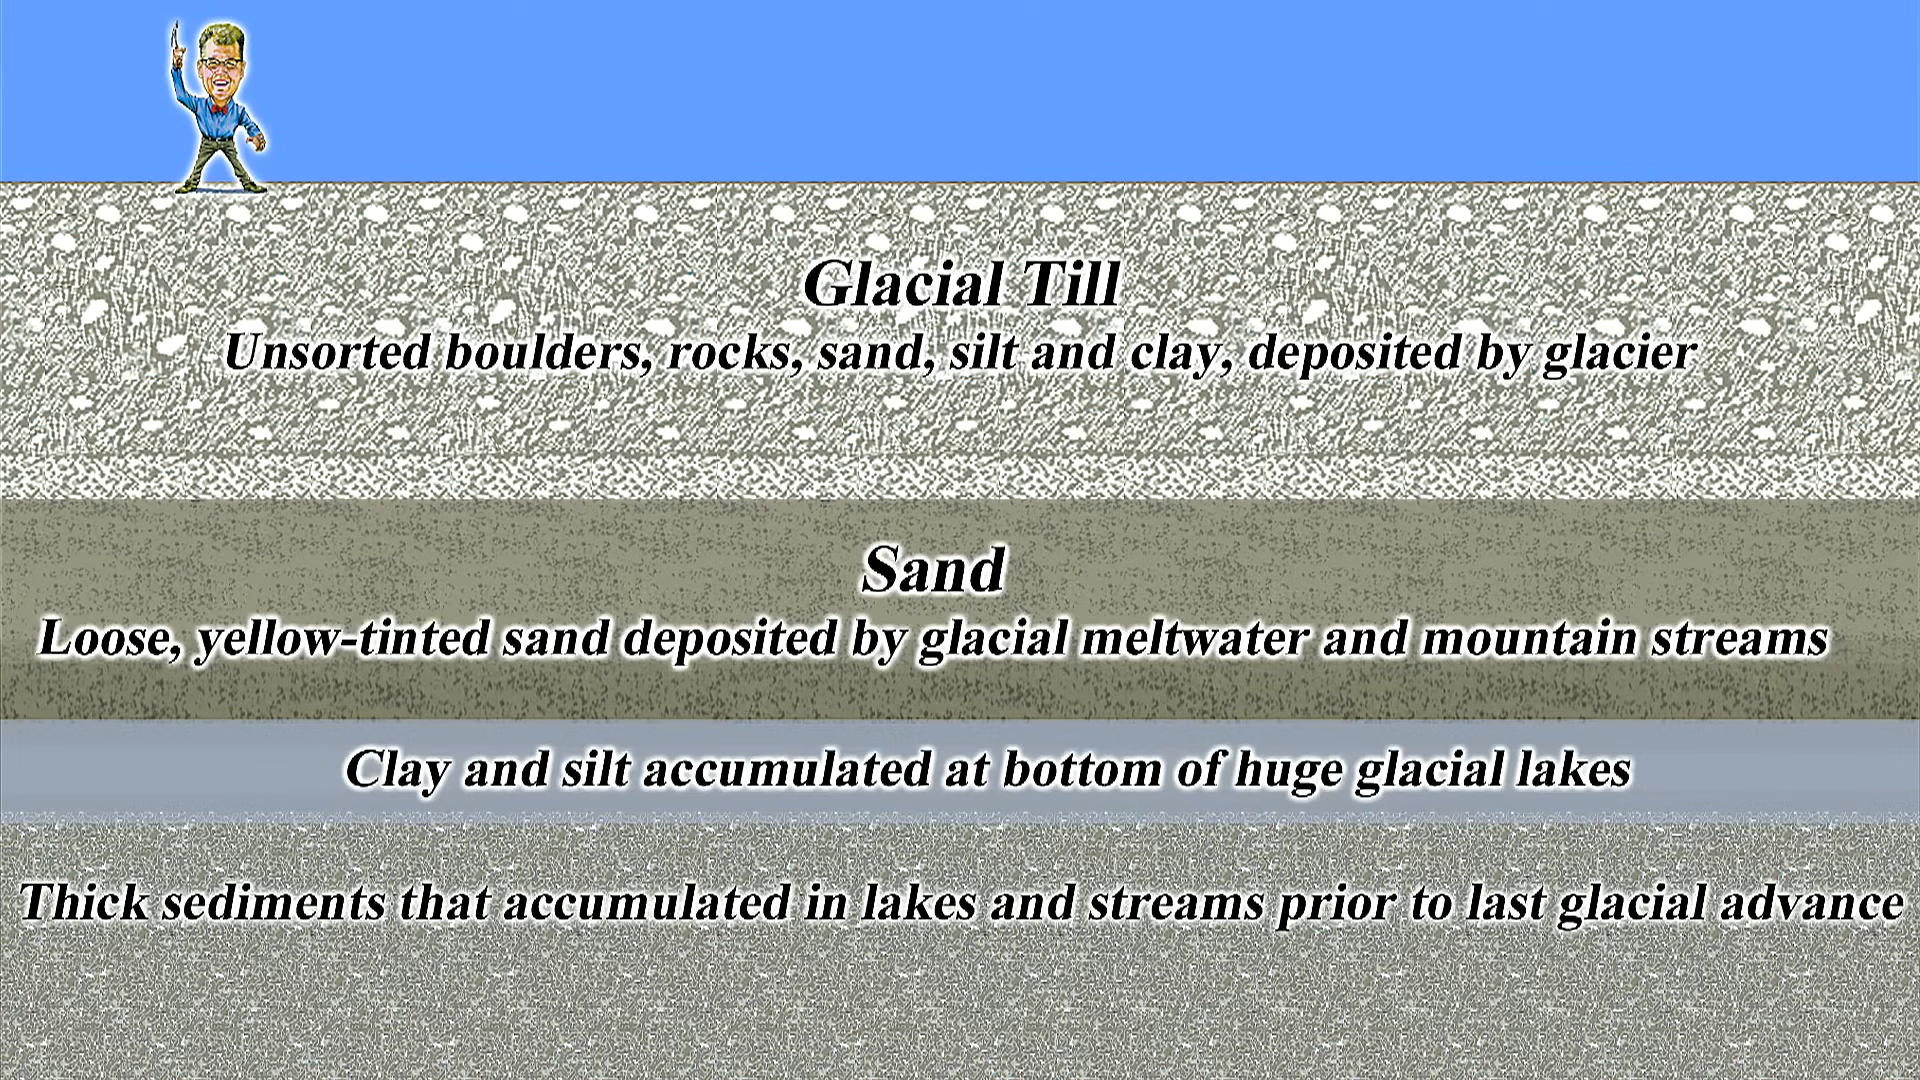 Glacial Till
Unsorted boulders, rocks, sand, silt and clay, deposited by glacier
Sand
Loose, yellow-tinted sand deposited by glacial meltwater and mountain streams
Clay and silt accumulated at bottom of huge glacial lakes
Thick sediments that accumulated in lakes and streams prior to last glacial advance